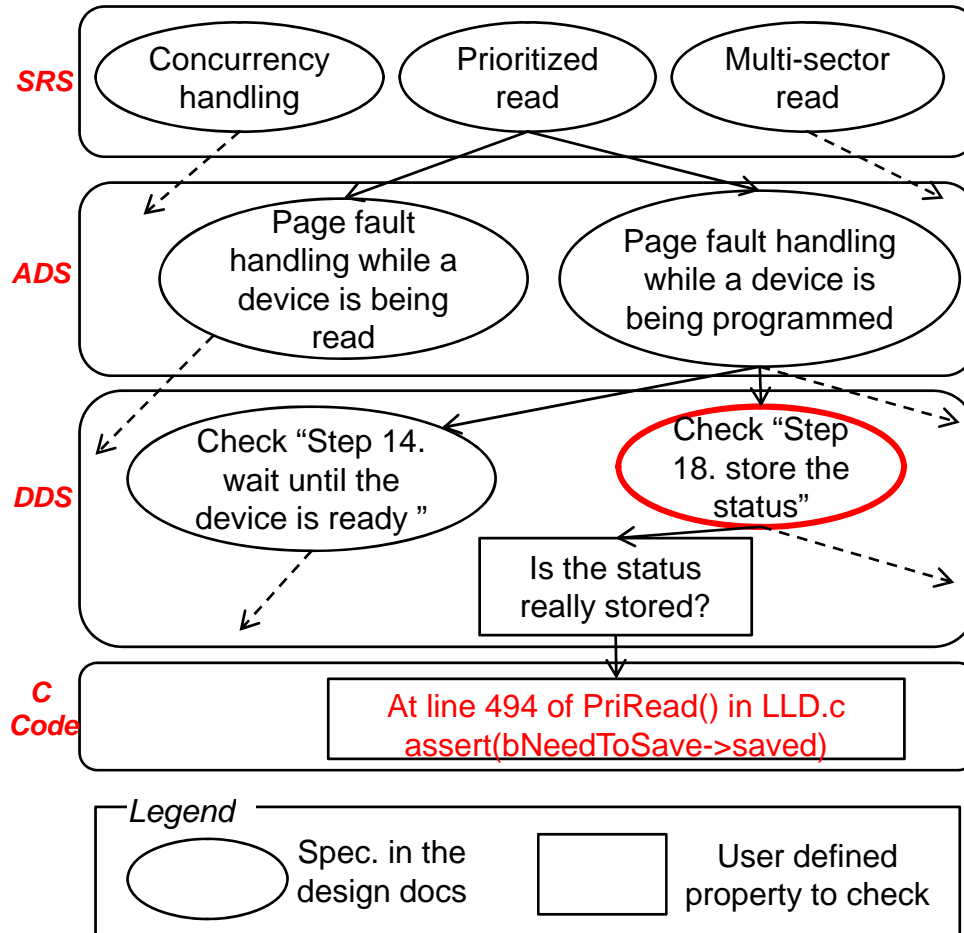 SRS
Concurrency
handling
Prioritized
read
Multi-sector
read
ADS
Page fault
handling while a
device is being
read
Page fault handling
while a device is
being programmed
DDS
Check “Step 14.
wait until the
device is ready ”
Check “Step
18. store the
status”
Is the status
really stored?
C
Code
At line 494 of PriRead() in LLD.c
assert(bNeedToSave->saved)
Legend
Spec. in the
design docs
User defined
property to check